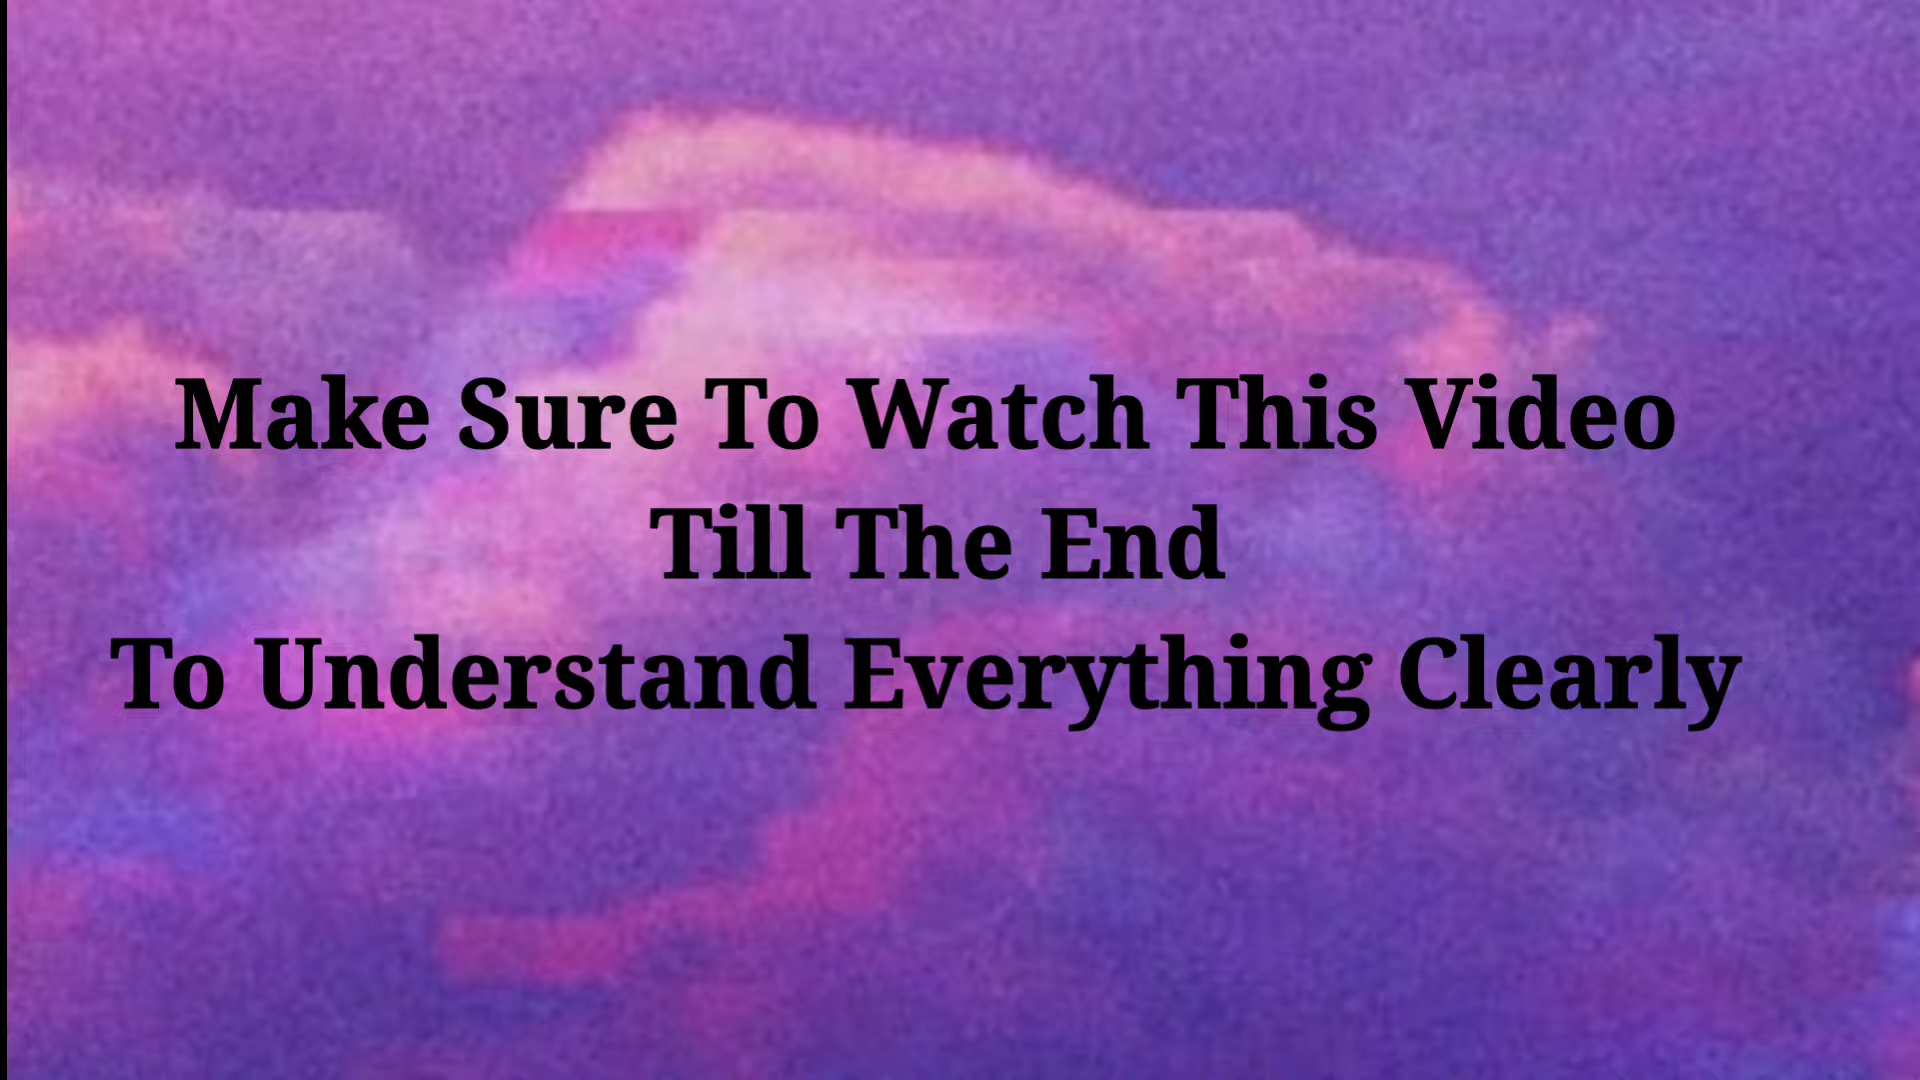 Make Sure To Watch This Video
Till The End
To Understand Everything Clearly